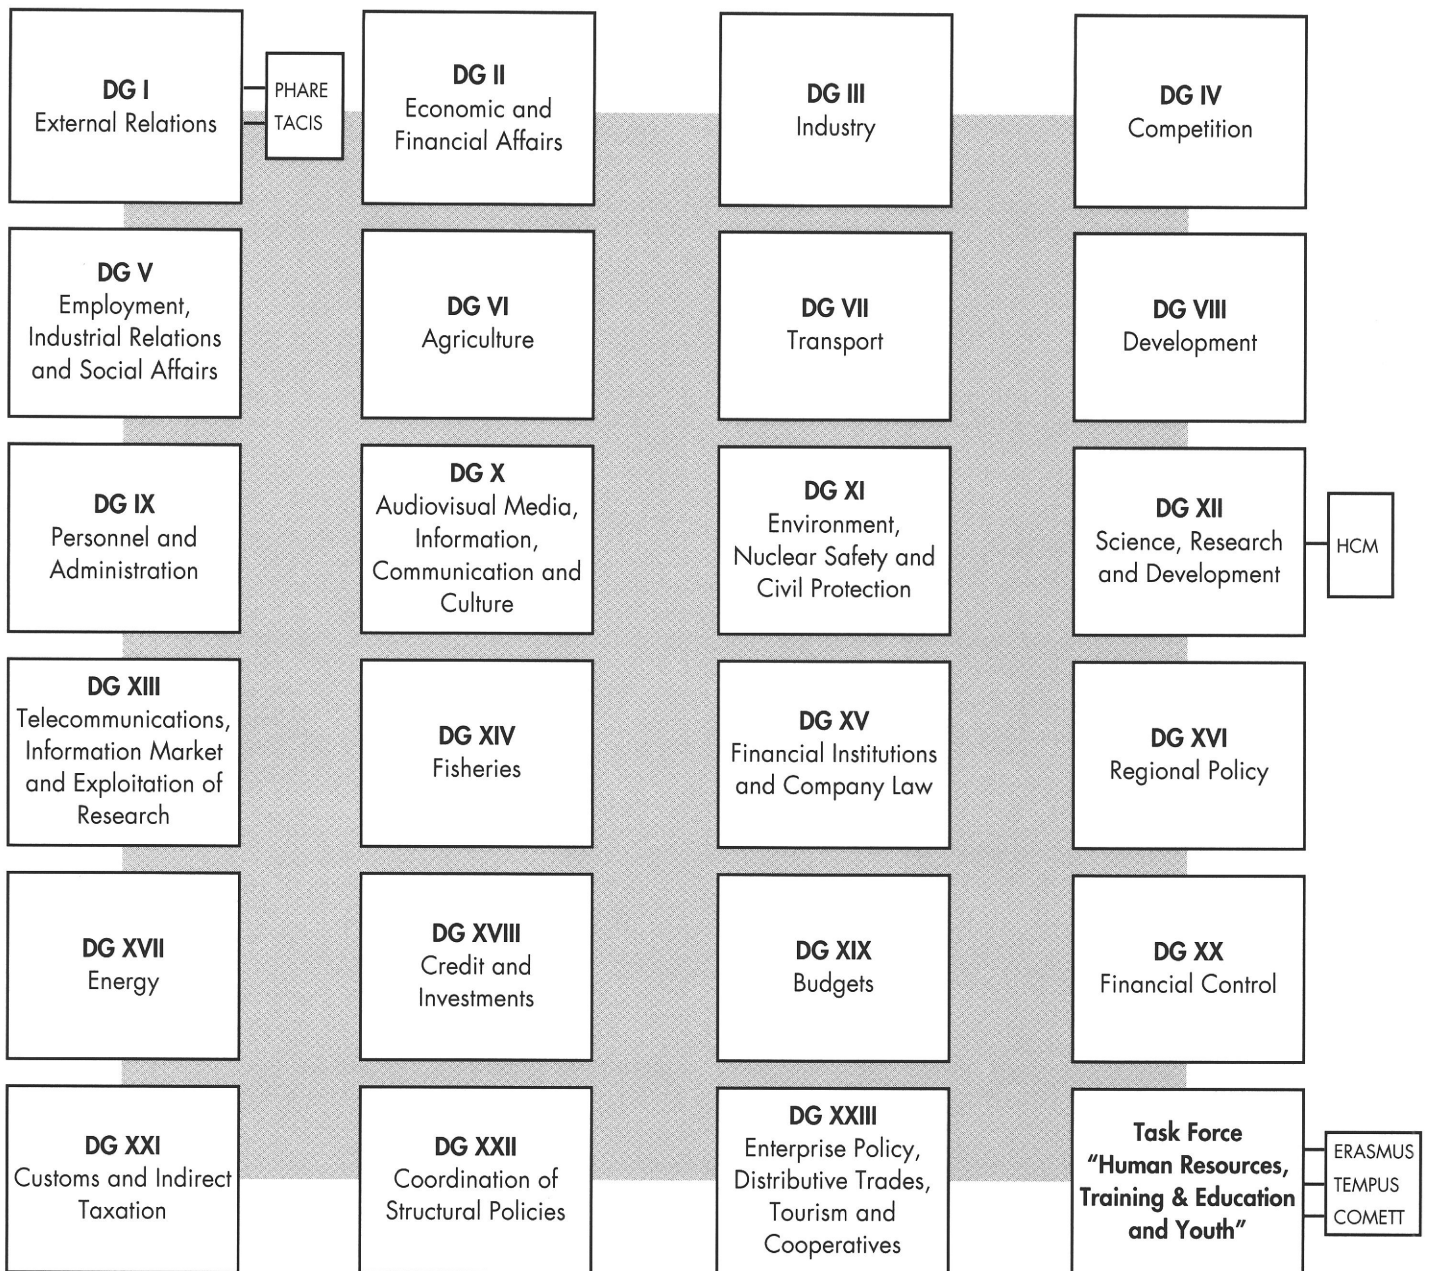 DG I
External Relations
PHARE
TACIS
DG II
Economic and
Financial Affairs
DG III
Industry
DG IV
Competition
DG V
Employment,
Industrial Relations
and Social Affairs
DG VI
Agriculture
DG VII
Transport
DG VIII
Development
DG IX
Personnel and
Administration
DG X
Audiovisual Media,
Information,
Communication and
Culture
DG XI
Environment,
Nuclear Safety and
Civil Protection
DG XII
Science, Research
and Development
HCM
DG XIII
Telecommunications,
Information Market
and Exploitation of
Research
DG XIV
Fisheries
DG XV
Financial Institutions
and Company Law
DG XVI
Regional Policy
DG XVII
Energy
DG XVIII
Credit and
Investments
DG XIX
Budgets
DG XX
Financial Control
DG XXI
Customs and Indirect
Taxation
DG XXII
Coordination of
Structural Policies
DG XXIII
Enterprise Policy,
Distributive Trades,
Tourism and
Cooperatives
Task Force
“Human Resources,
Training & Education
and Youth”
ERASMUS
TEMPUS
COMETT